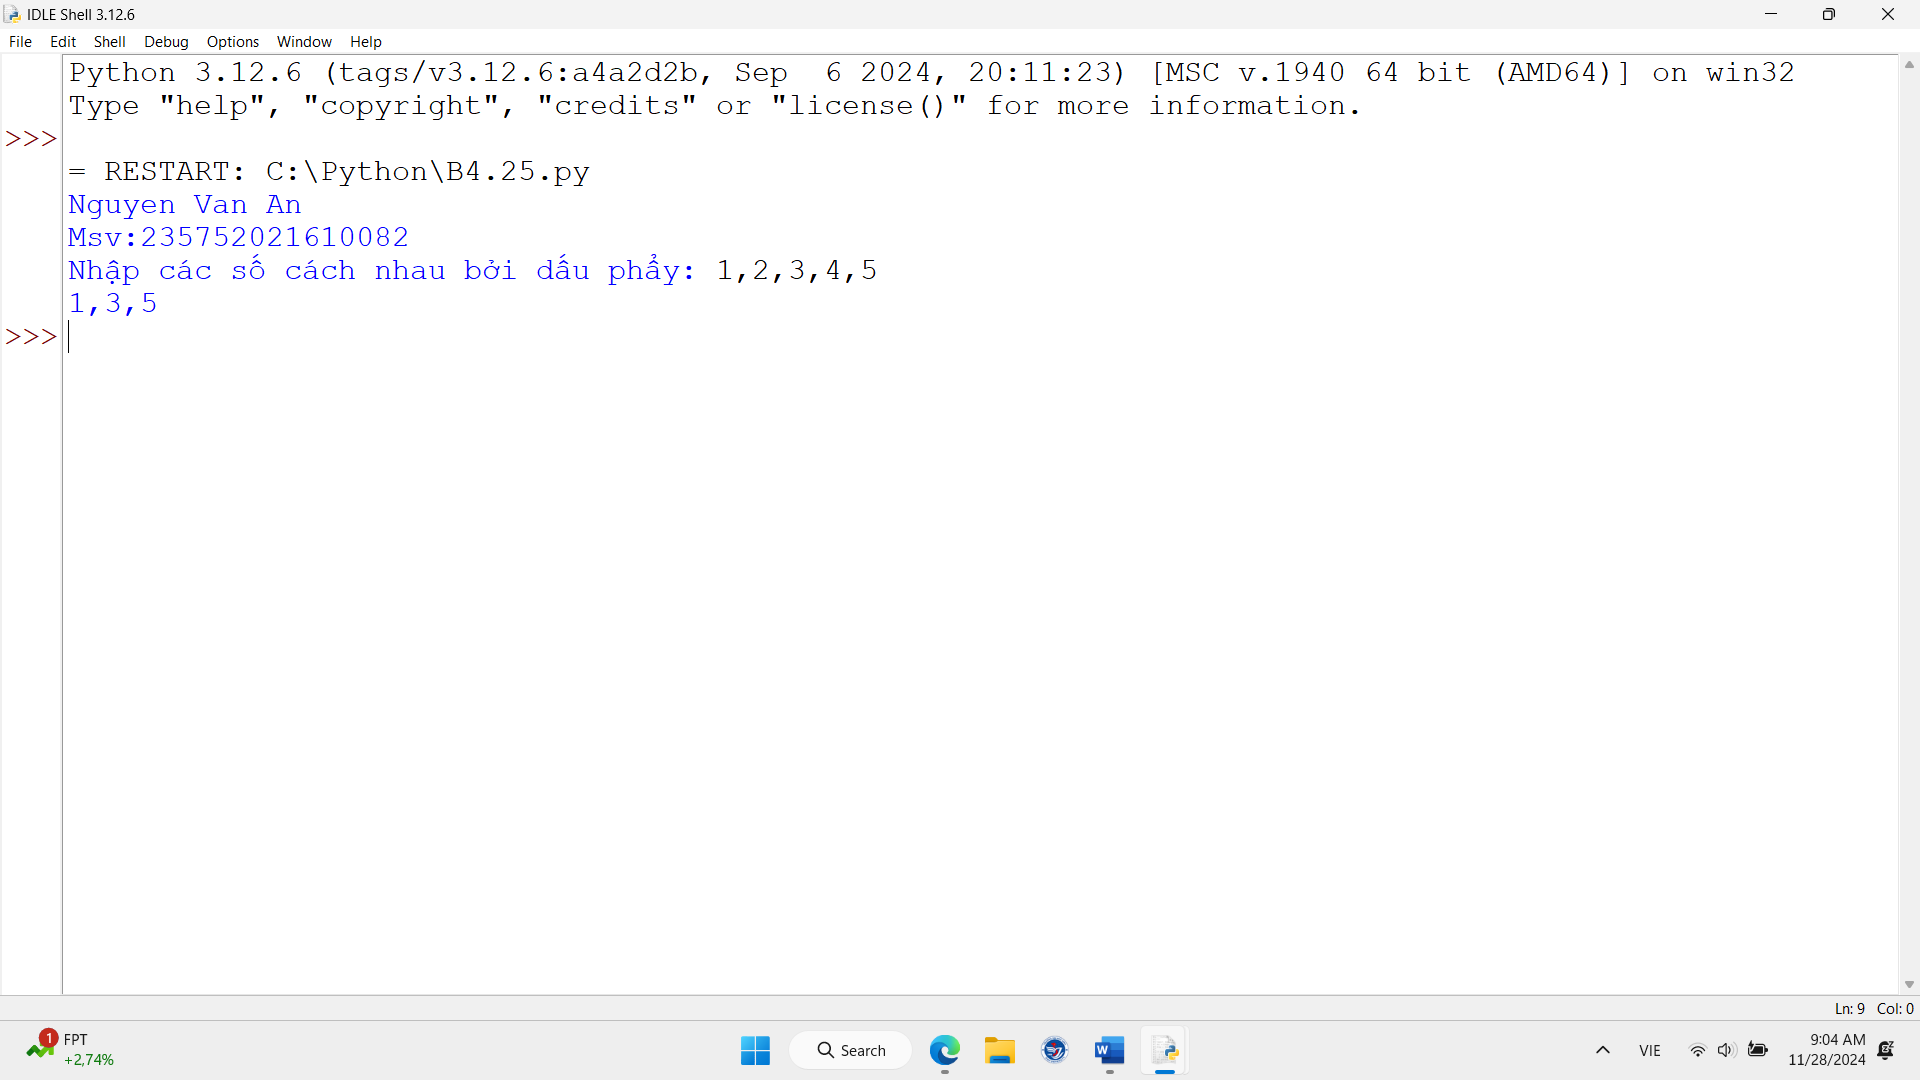 IDLE Shell 3.12.6
File Edit Shell Debug Options Window Help
Python 3.12.6 (tags/v3.12.6:a4a2d2b, Sep  6 2024, 20:11:23) [MSC v.1940 64 bit (AMD64)] on win32
Type "help", "copyright", "credits" or "license()" for more information.
>>>
= RESTART: C:\Python\B4.25.py
Nguyen Van An
Msv:235752021610082
Nhập các số cách nhau bởi dấu phẩy: 1,2,3,4,5
1,3,5
>>>
Ln: 9 Col: 0
1 FPT
+2,74%
Search
W
VIE
9:04 AM
11/28/2024